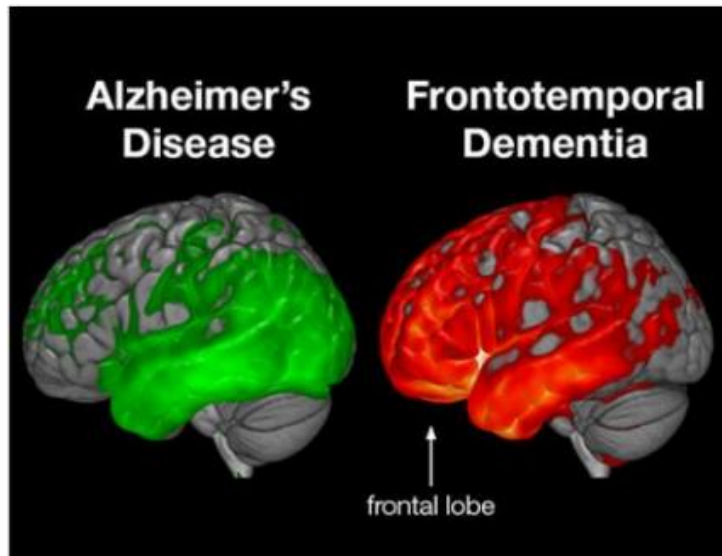 Alzheimer's
Disease
Frontotemporal
Dementia
frontal lobe